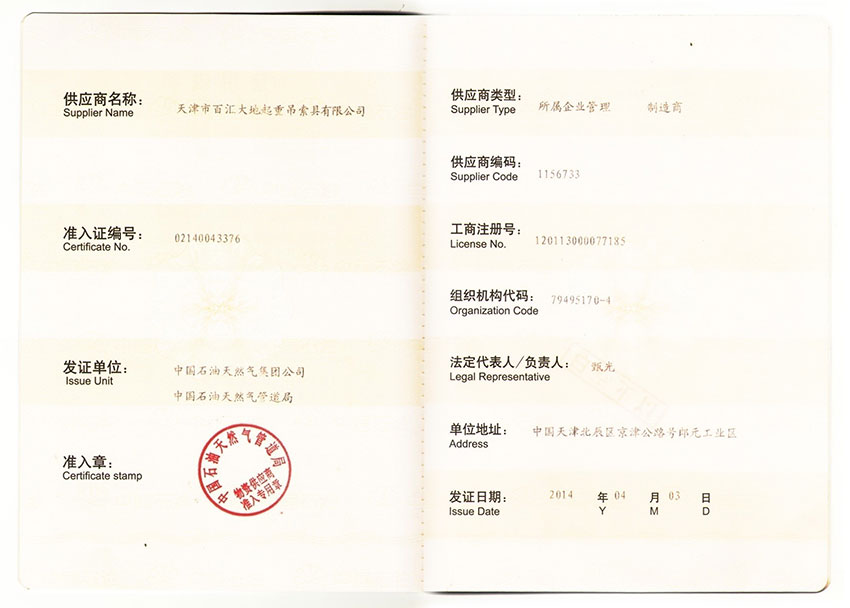 供应商名称： 天津市百汇大地起重吊索具有限公司
Supplier Name
准入证编号： 02140043376
Certificate No.
发证单位： 中国石油天然气集团公司
Issue Unit
中国石油天然气管道局
准入章：
Certificate stamp
中国石油天然气管道局
物资供应商
准入专用章
供应商类型： 所属企业管理 制造商
Supplier Type
供应商编码： 1156733
Supplier Code
工商注册号： 120113000077185
License No.
组织机构代码： 79495170-4
Organization Code
法定代表人／负责人： 甄光
Legal Representative
单位地址： 中国天津北辰区京津公路号郎元工业区
Address
发证日期： 2014 年 04 月 03 日
Issue Date Y M D